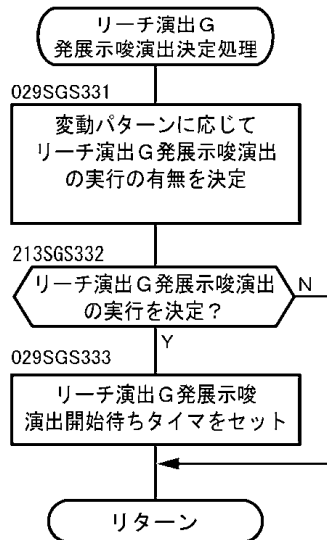 リーチ演出G
発展示唆演出決定処理
029SGS331
変動パターンに応じて
リーチ演出G発展示唆演出
の実行の有無を決定
213SGS332
リーチ演出G発展示唆演出
の実行を決定？
N
Y
029SGS333
リーチ演出G発展示唆
演出開始待ちタイマをセット
リターン